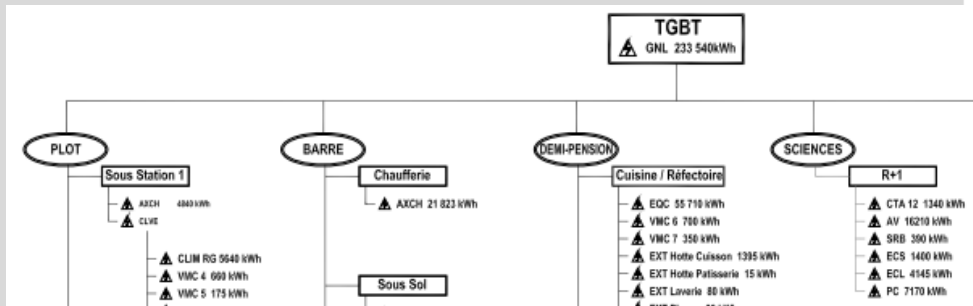 TGBT
GNL 233 540kWh
PLOT
BARRE
DEMI-PENSION
SCIENCES
Sous Station 1
AXCH 4840 kWh
CLVE
CLIM RG 5640 kWh
VMC 4 660 kWh
VMC 5 175 kWh
Chaufferie
AXCH 21 823 kWh
Sous Sol
Cuisine / Réfectoire
EQC 55 710 kWh
VMC 6 700 kWh
VMC 7 350 kWh
EXT Hotte Cuisson 1395 kWh
EXT Hotte Patisserie 15 kWh
EXT Laverie 80 kWh
R+1
CTA 12 1340 kWh
AV 16210 kWh
SRB 390 kWh
ECS 1400 kWh
ECL 4145 kWh
PC 7170 kWh